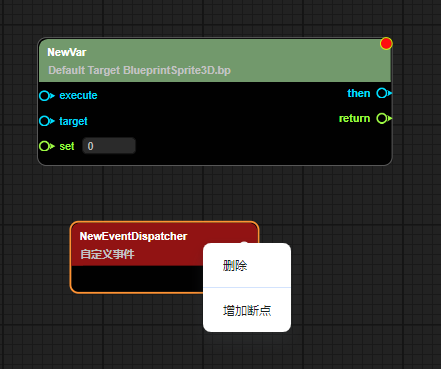 NewVar
Default Target BlueprintSprite3D.bp
execute then
target return
set 0
NewEventDispatcher
自定义事件
删除
增加断点